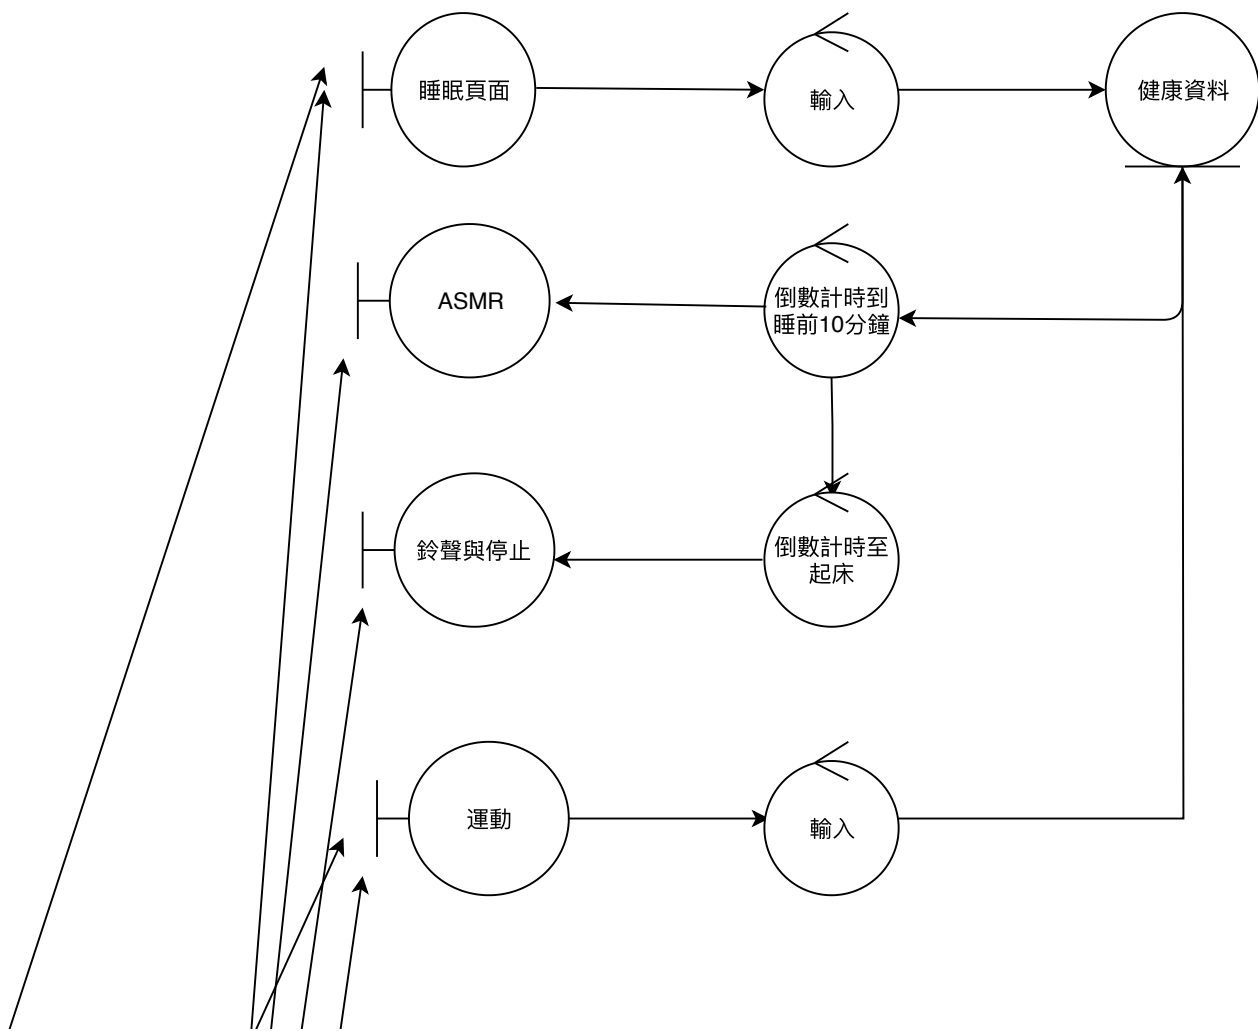 睡眠頁面
輸入
健康資料
ASMR
倒數計時到
睡前10分鐘
鈴聲與停止
倒數計時至
起床
運動
輸入